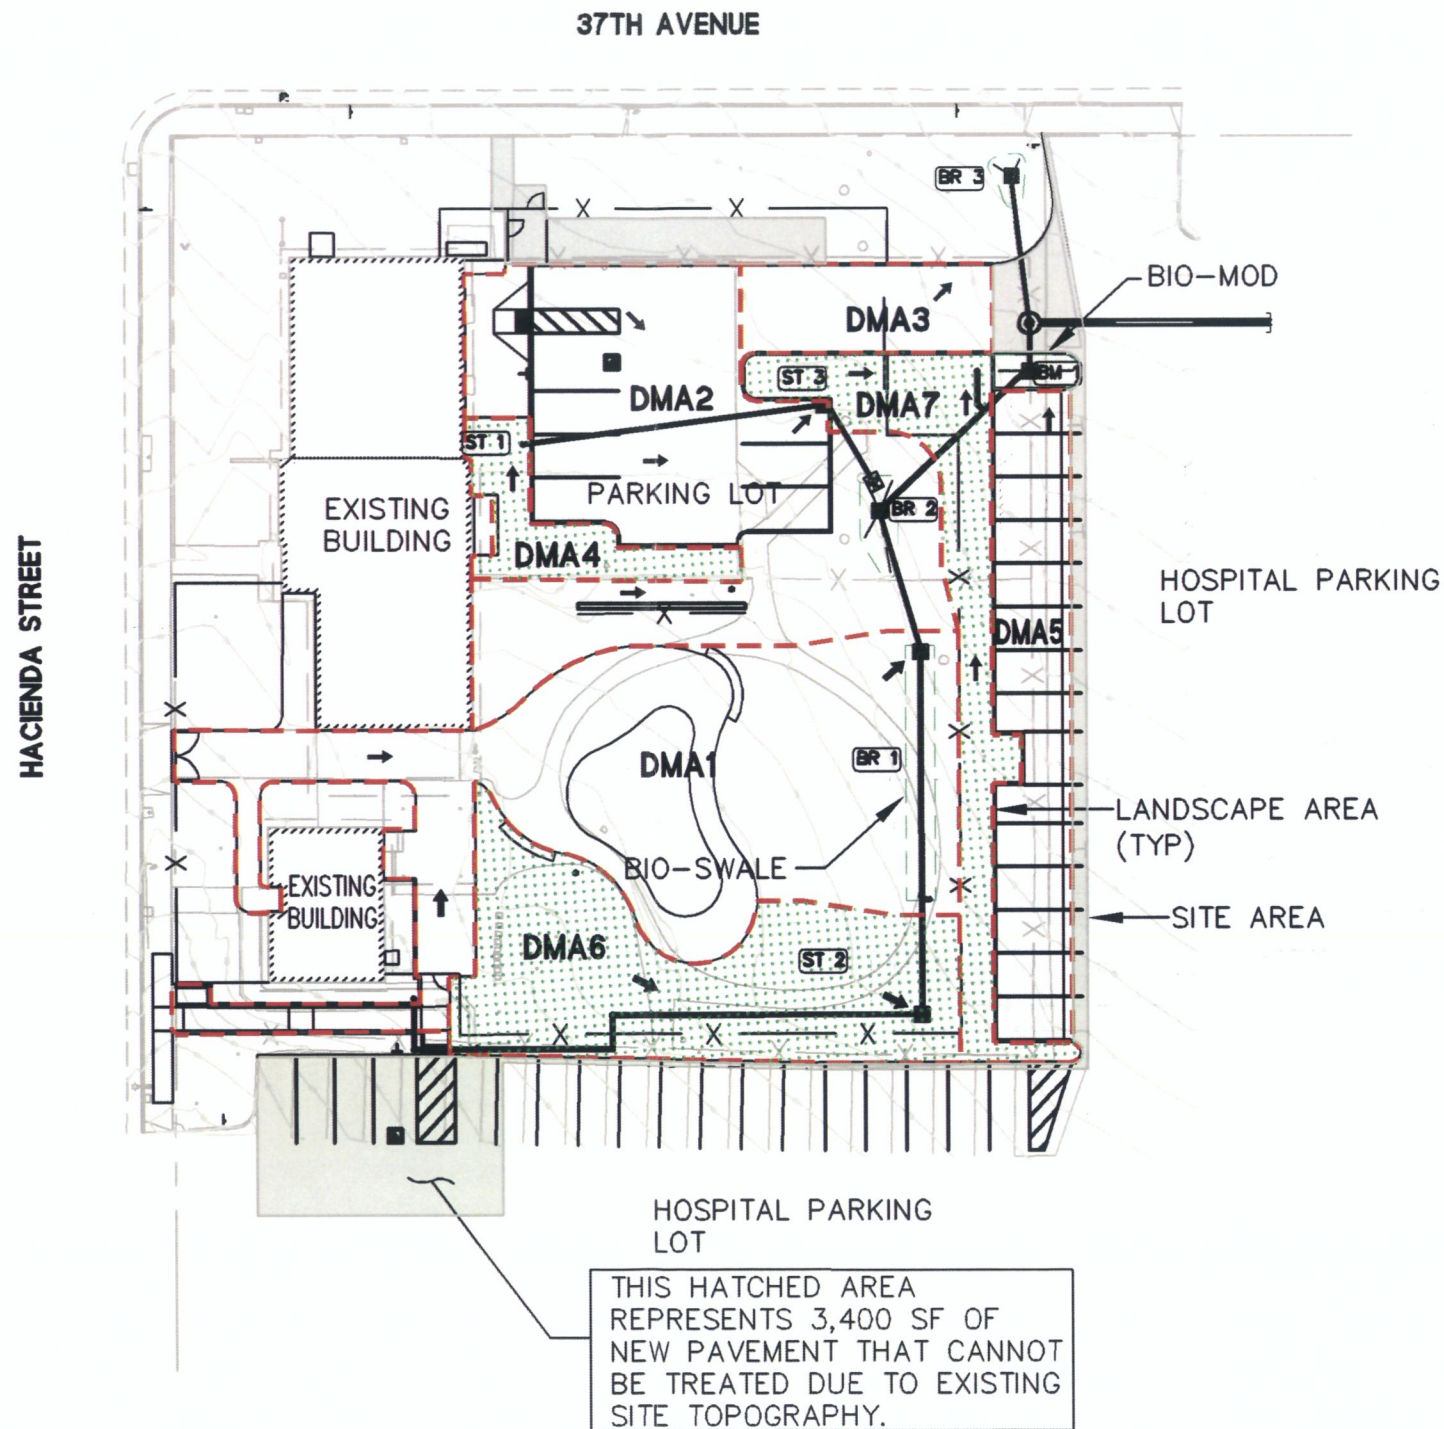 37TH AVENUE
BR 3
BIO-MOD
DMA3
BM 1
ST 3
DMA2
DMA7
ST 1
PARKING LOT
BR 2
EXISTING
BUILDING
DMA4
HOSPITAL PARKING
LOT
HACIENDA STREET
DMA5
DMA1
BR 1
LANDSCAPE AREA
(TYP)
BIO-SWALE
EXISTING
BUILDING
SITE AREA
DMA6
ST 2
HOSPITAL PARKING
LOT
THIS HATCHED AREA
REPRESENTS 3,400 SF OF
NEW PAVEMENT THAT CANNOT
BE TREATED DUE TO EXISTING
SITE TOPOGRAPHY.